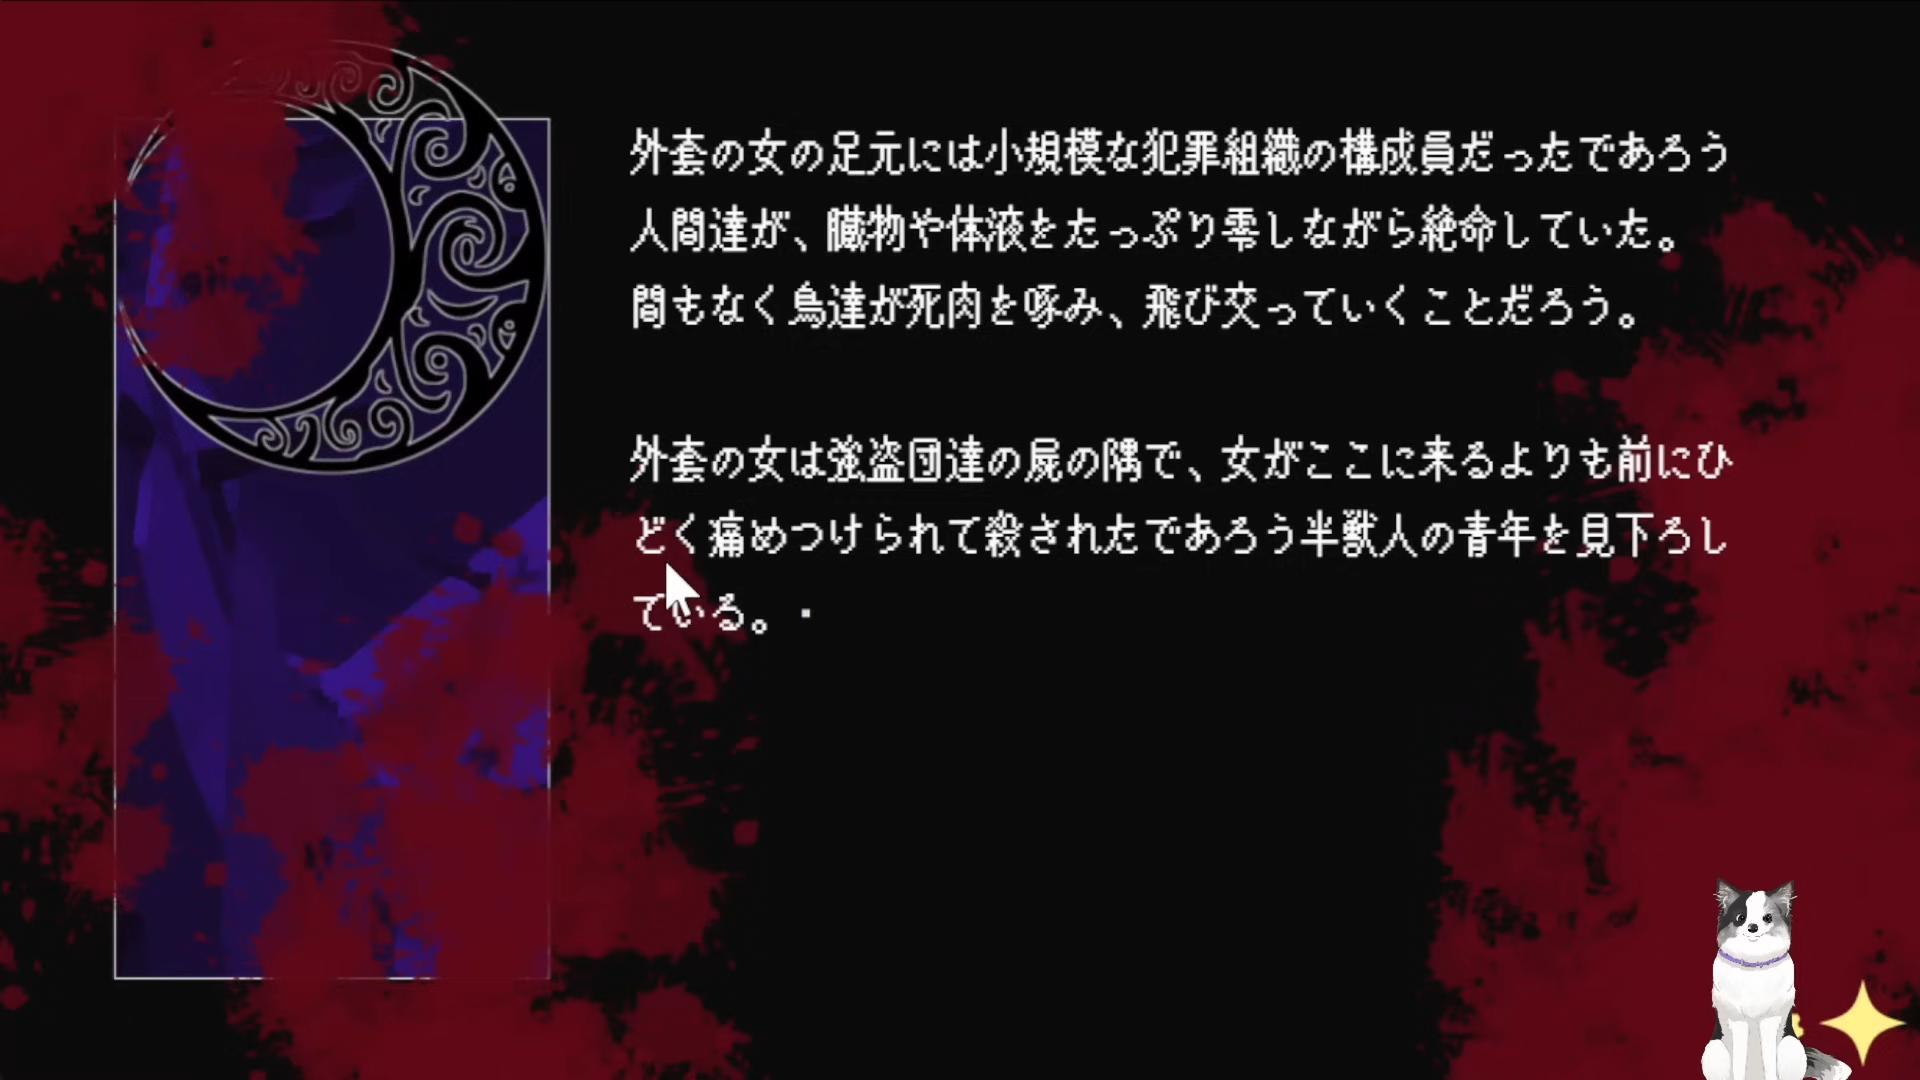 外套の女の足元には小規模な犯罪組織の構成員だったであろう
人間達が、臓物や体液をたっぷり零しながら絶命していた。
間もなく鳥達が死肉を啄み、飛び交っていくことだろう。
外套の女は強盗団達の屍の隅で、女がここに来るよりも前にひ
どく痛めつけられて殺されたであろう半獣人の青年を見下ろし
ている。